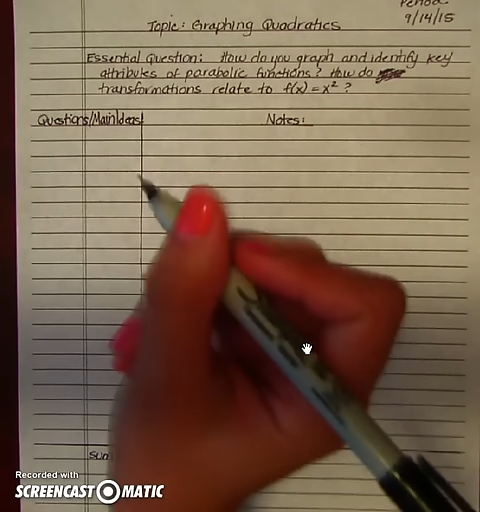 Period
9/14/15
Topic: Graphing Quadratics
Essential Question: How do you graph and identify key
attributes of parabolic functions? How do
transformations relate to f(x) = x²?
Questions/Main Ideas: Notes:
Sum
Recorded with
SCREENCAST-O-MATIC